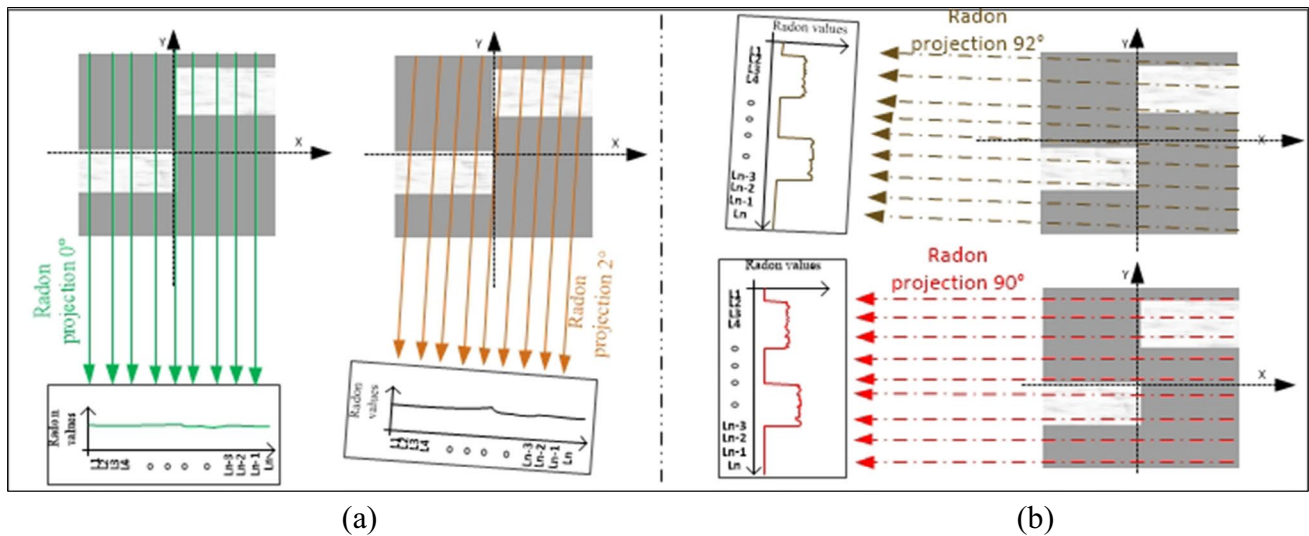 Y
X
Radon
projection 0°
Radon
values
L1
L2
L3
L4
o
o
o
o
Ln-3
Ln-2
Ln-1
Ln
Y
X
Radon
projection 2°
Radon
values
L1
L2
L3
L4
o
o
o
o
Ln-3
Ln-2
Ln-1
Ln
Radon values
L1
L2
L3
L4
o
o
o
o
Ln-3
Ln-2
Ln-1
Ln
Radon
projection 92°
Y
X
Radon values
L1
L2
L3
L4
o
o
o
o
Ln-3
Ln-2
Ln-1
Ln
Radon
projection 90°
Y
X
(a)
(b)